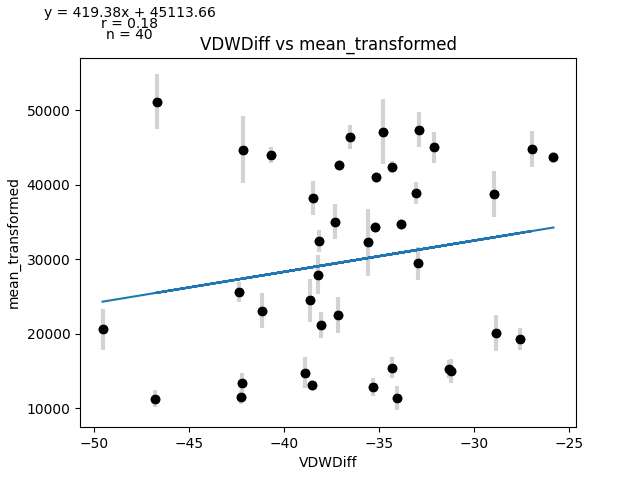 y = 419.38x + 45113.66
r = 0.18
n = 40
VDWDiff vs mean_transformed
mean_transformed
50000
40000
30000
20000
10000
−50
−45
−40
−35
−30
−25
VDWDiff